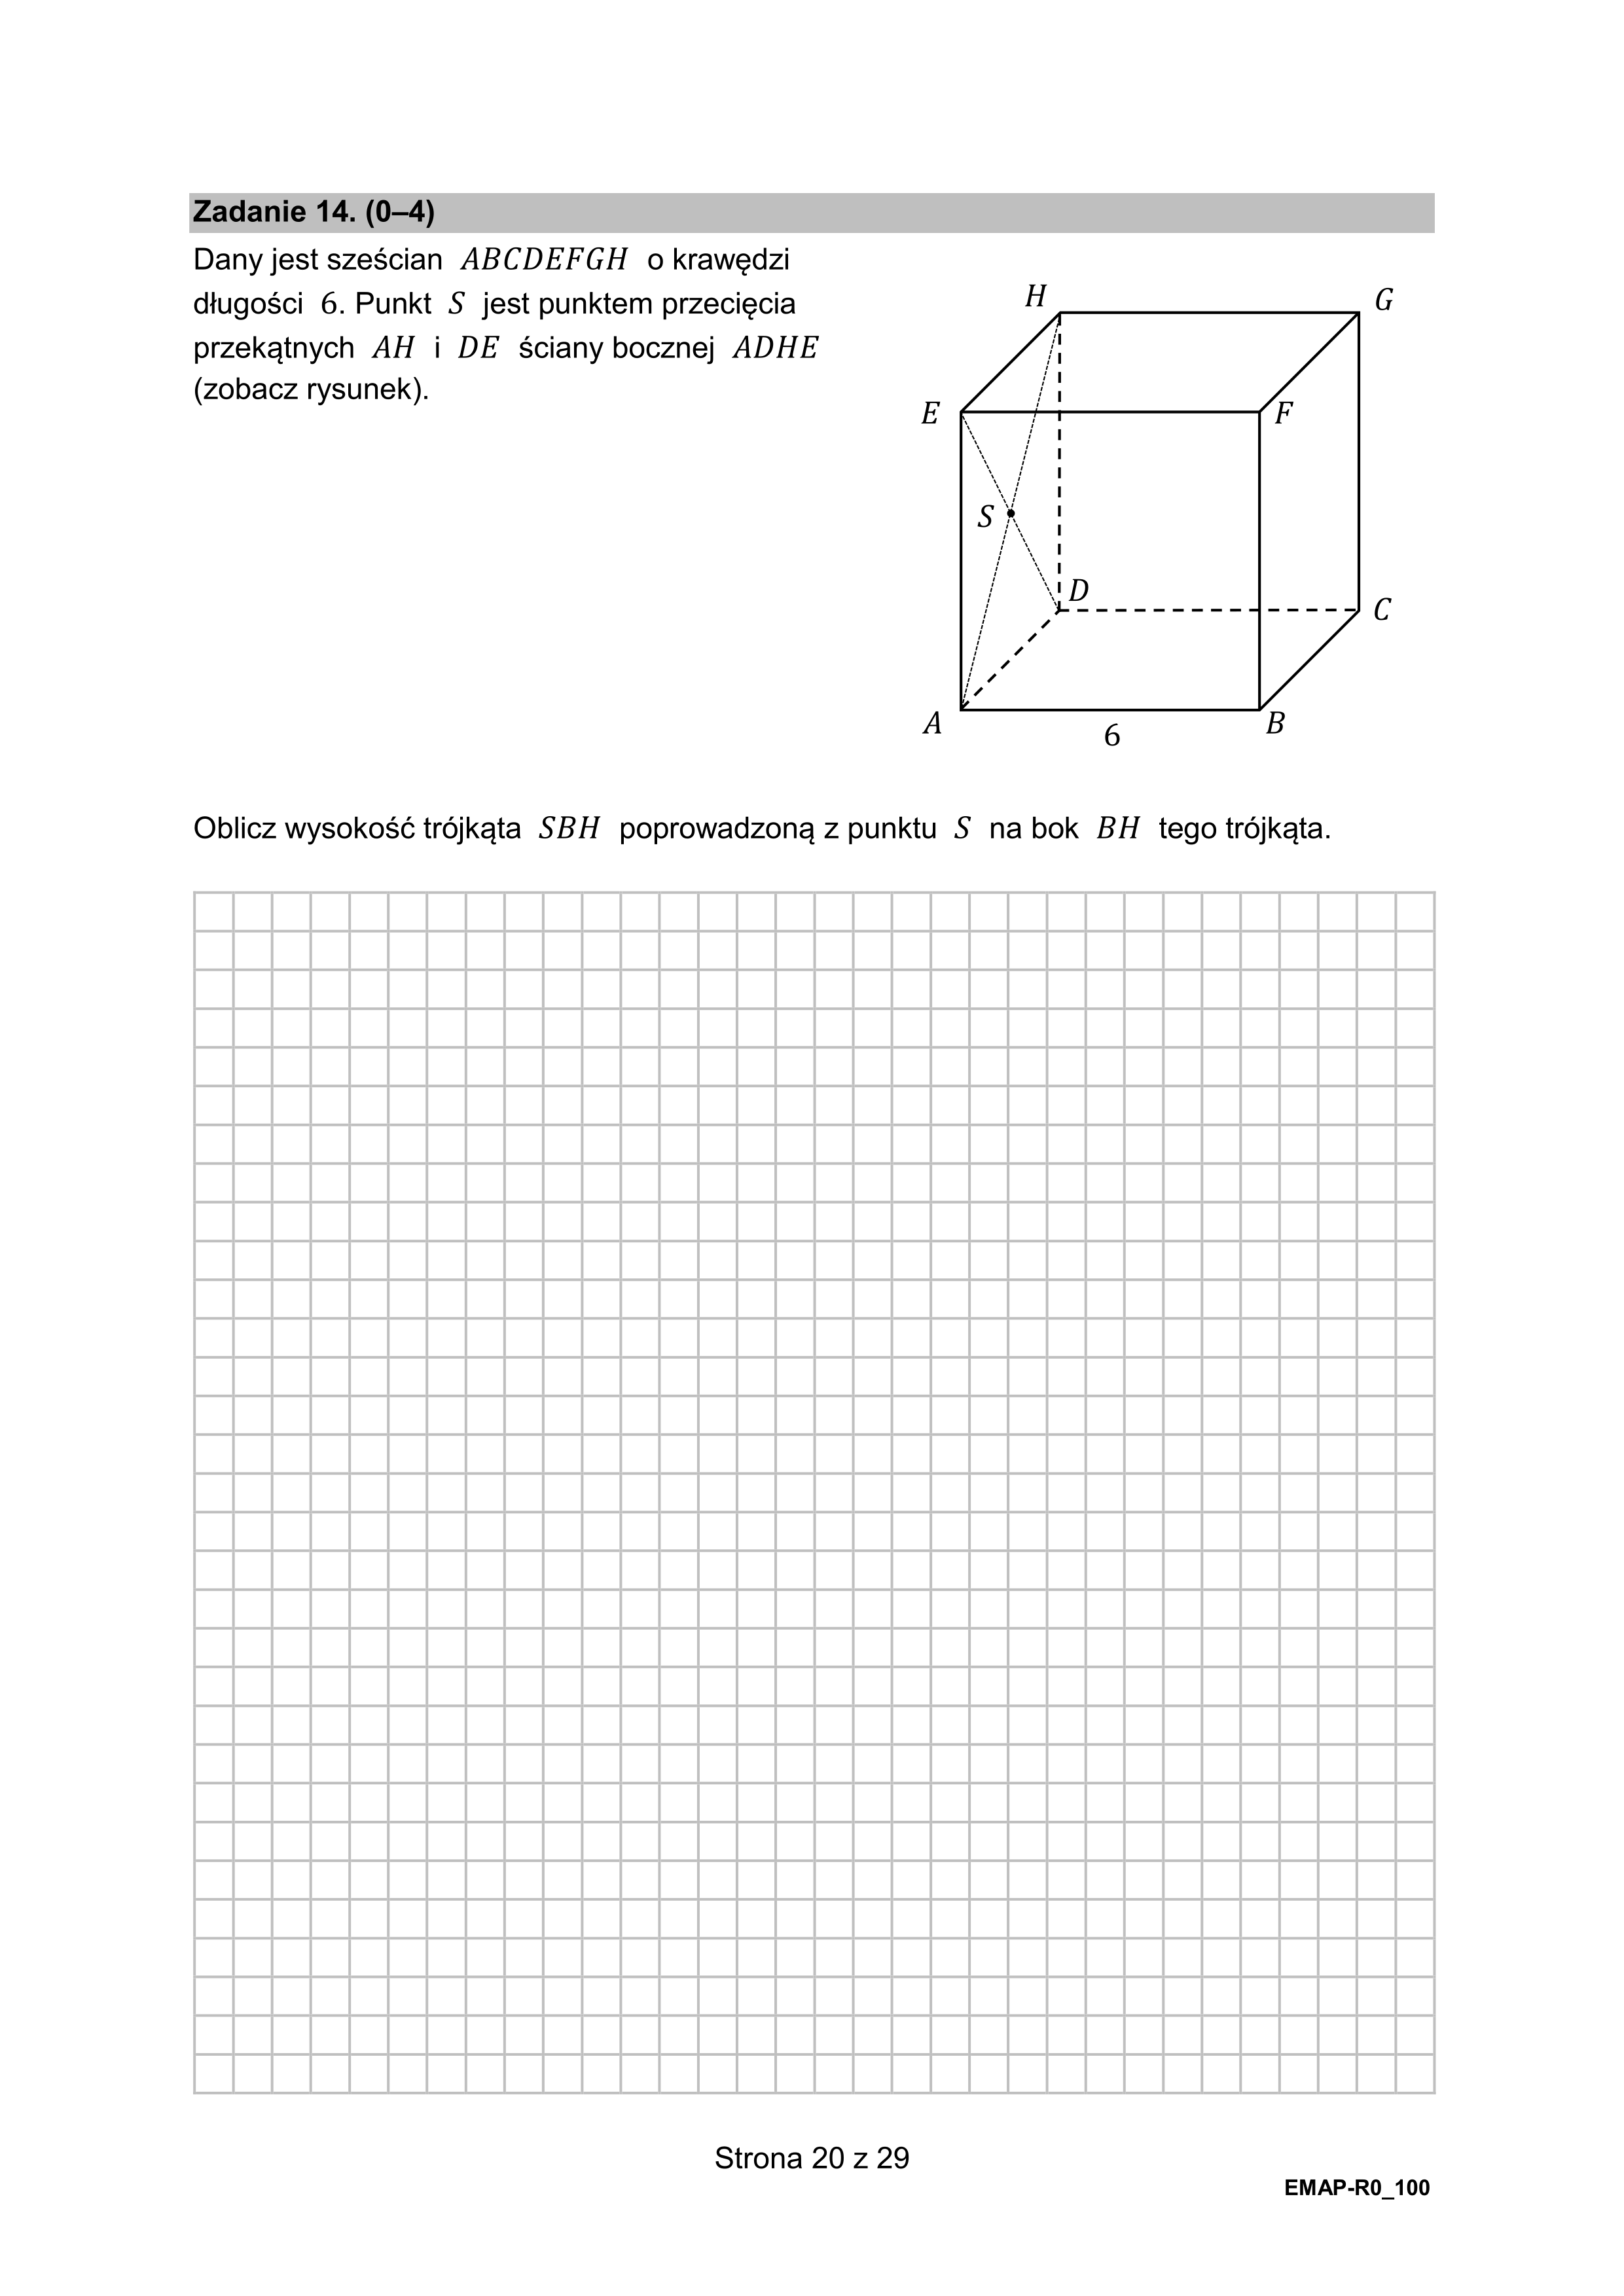 Zadanie 14. (0–4)
Dany jest sześcian ABCDEFGH o krawędzi
długości 6. Punkt S jest punktem przecięcia
przekątnych AH i DE ściany bocznej ADHE
(zobacz rysunek).
H
G
E
F
S
D
C
A
B
6
Oblicz wysokość trójkąta SBH poprowadzoną z punktu S na bok BH tego trójkąta.
Strona 20 z 29
EMAP-R0_100